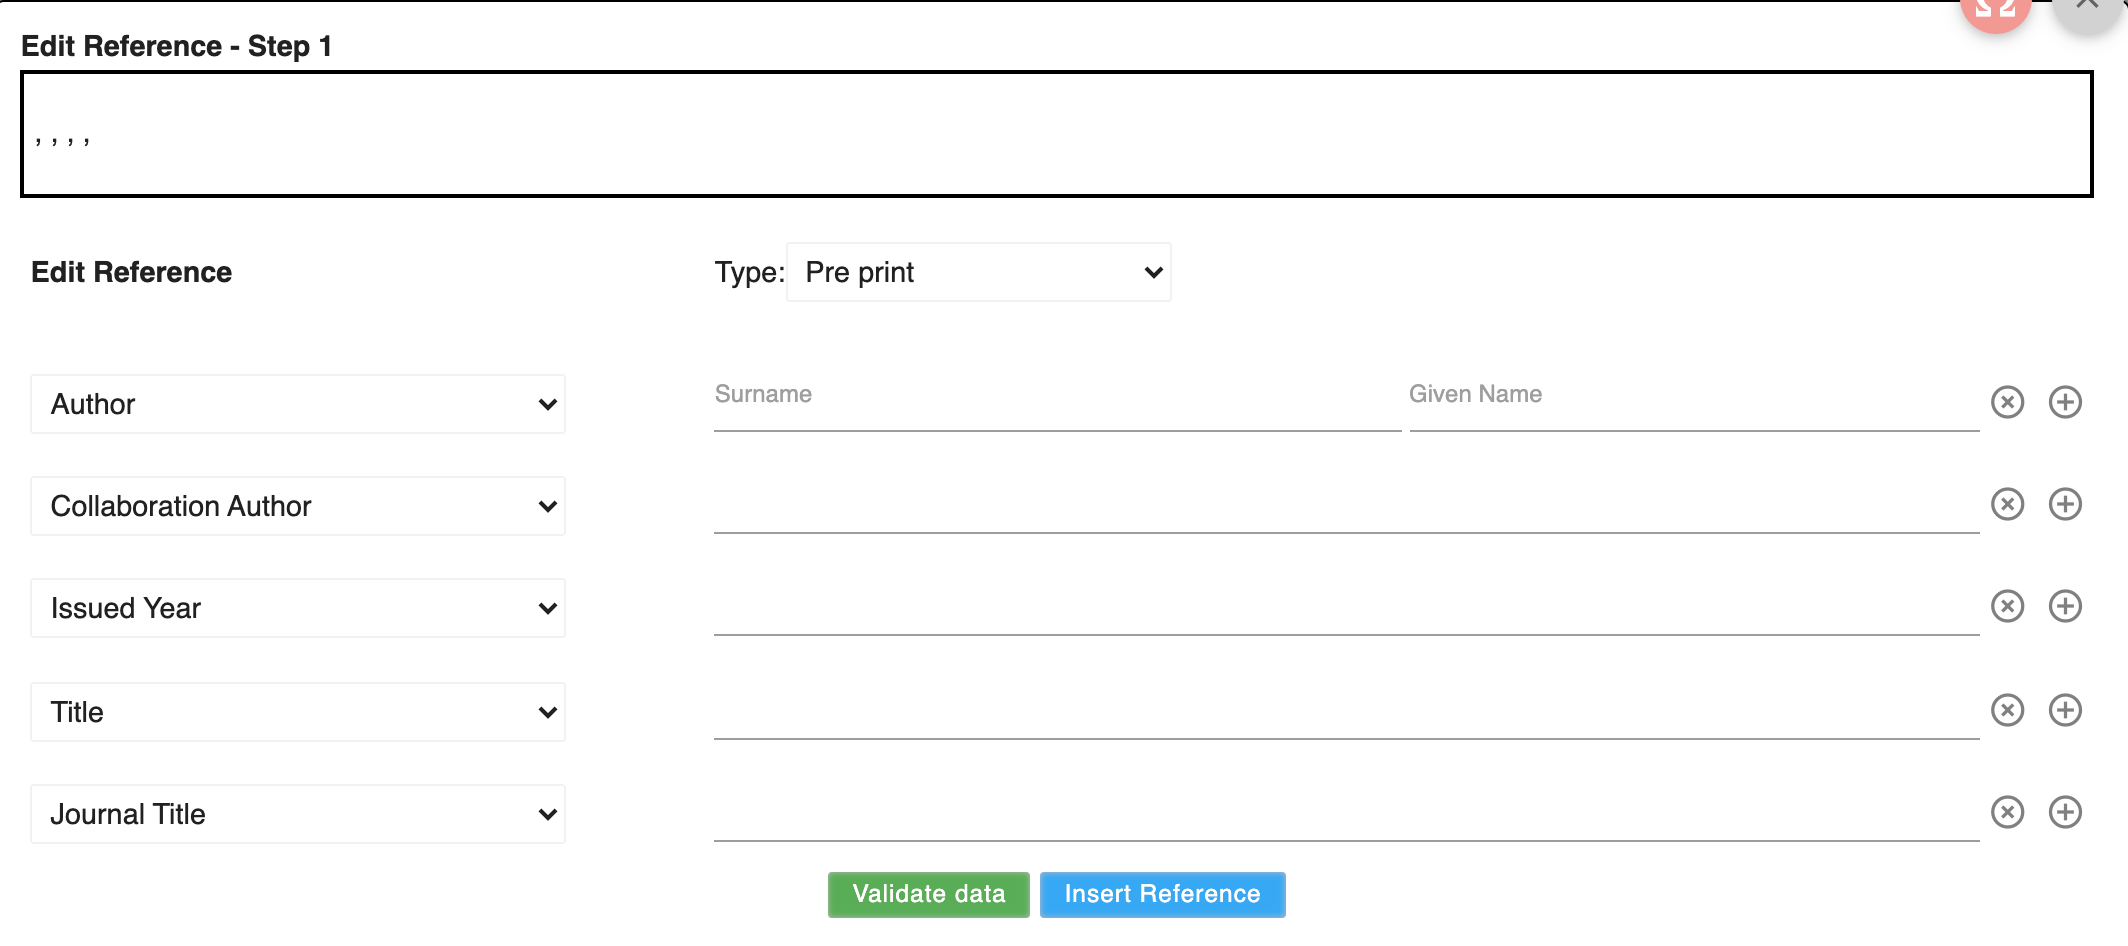 Edit Reference - Step 1
, , , ,
Edit Reference
Type: Pre print
Author
Surname
Given Name
Collaboration Author
Issued Year
Title
Journal Title
Validate data
Insert Reference